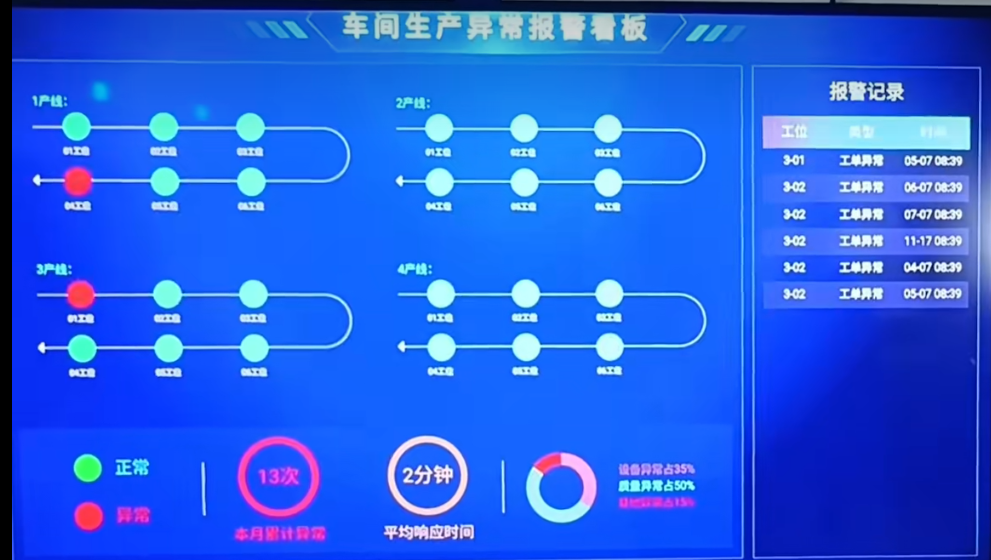 车间生产异常报警看板
1产线:
01工位 02工位 03工位
04工位 05工位 06工位
2产线:
01工位 02工位 03工位
04工位 05工位 06工位
3产线:
01工位 02工位 03工位
04工位 05工位 06工位
4产线:
01工位 02工位 03工位
04工位 05工位 06工位
正常
异常
13次
本月累计异常
2分钟
平均响应时间
设备异常占35%
质量异常占50%
异常占15%
报警记录
工位 类型 时间
3-01 工单异常 05-07 08:39
3-02 工单异常 06-07 08:39
3-02 工单异常 07-07 08:39
3-02 工单异常 11-17 08:39
3-02 工单异常 04-07 08:39
3-02 工单异常 05-07 08:39